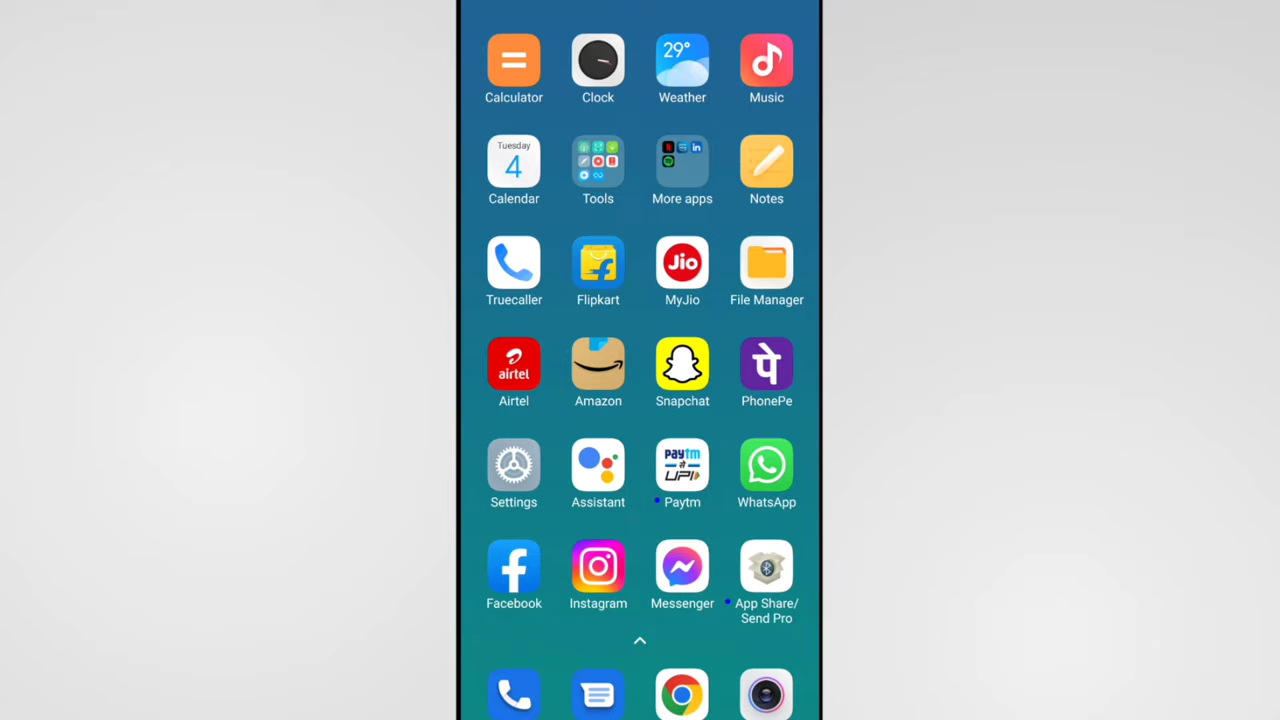 29°
Calculator
Clock
Weather
Music
Tuesday
4
Calendar
Tools
More apps
Notes
Jio
Truecaller
Flipkart
MyJio
File Manager
airtel
पे
Airtel
Amazon
Snapchat
PhonePe
paytm
से
UPI
Settings
Assistant
Paytm
WhatsApp
Facebook
Instagram
Messenger
App Share/
Send Pro